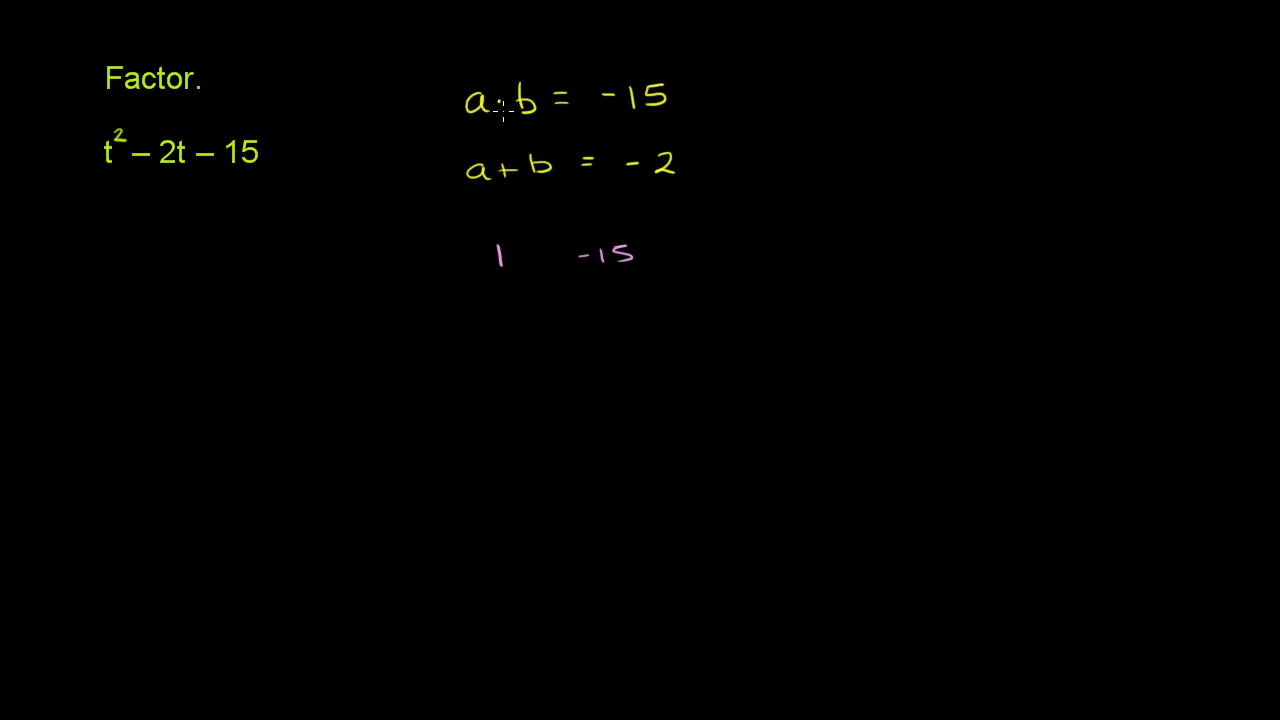 Factor.
t² – 2t – 15
a · b = -15
a + b = -2
1 -15